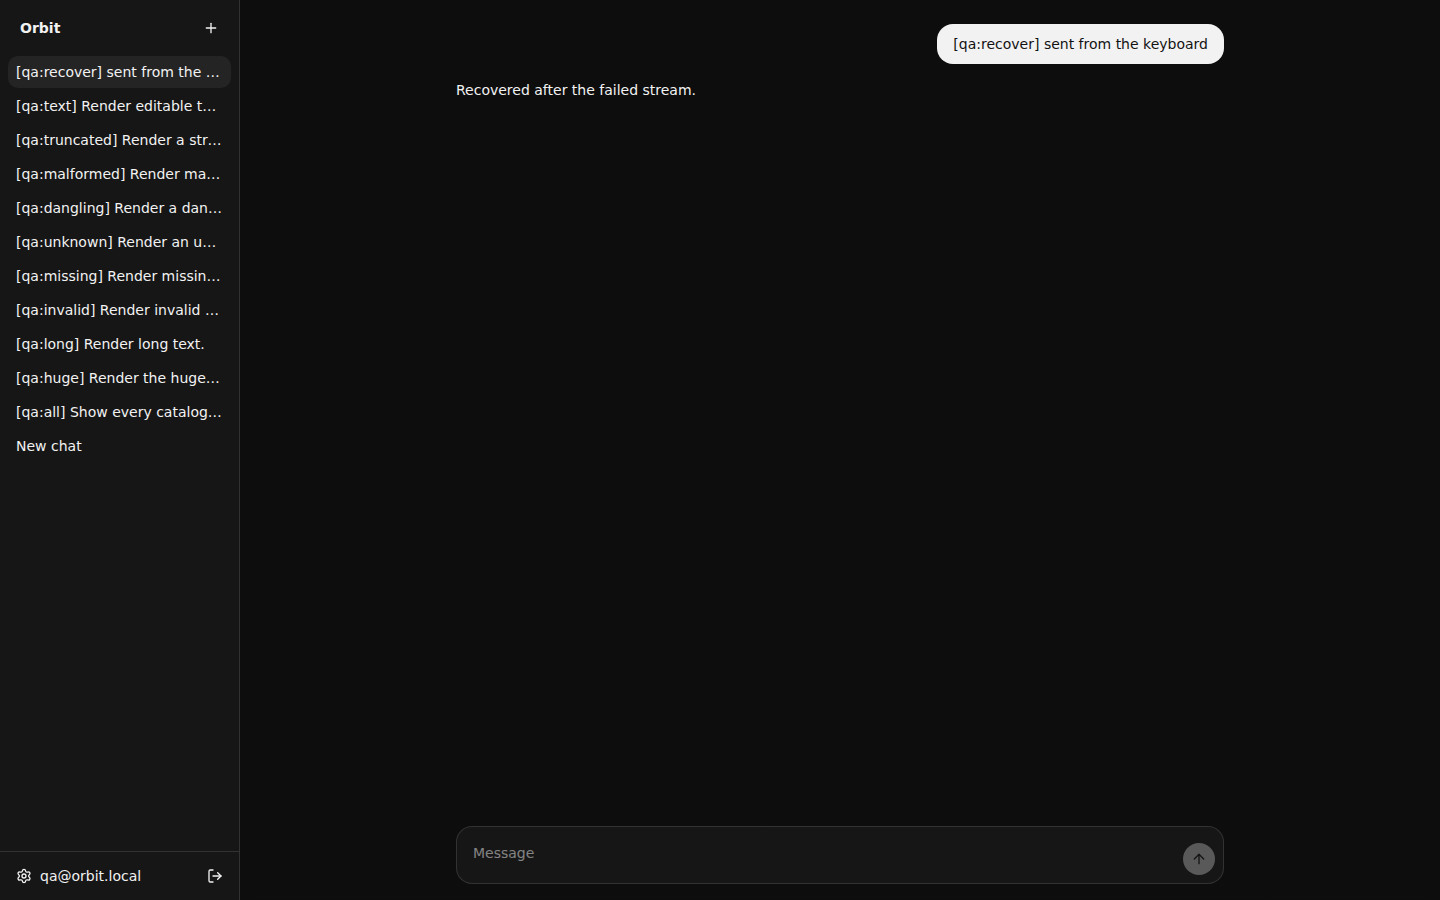 Orbit
[qa:recover] sent from the ...
[qa:text] Render editable t...
[qa:truncated] Render a str...
[qa:malformed] Render ma...
[qa:dangling] Render a dan...
[qa:unknown] Render an u...
[qa:missing] Render missin...
[qa:invalid] Render invalid ...
[qa:long] Render long text.
[qa:huge] Render the huge...
[qa:all] Show every catalog...
New chat
qa@orbit.local
[qa:recover] sent from the keyboard
Recovered after the failed stream.
Message